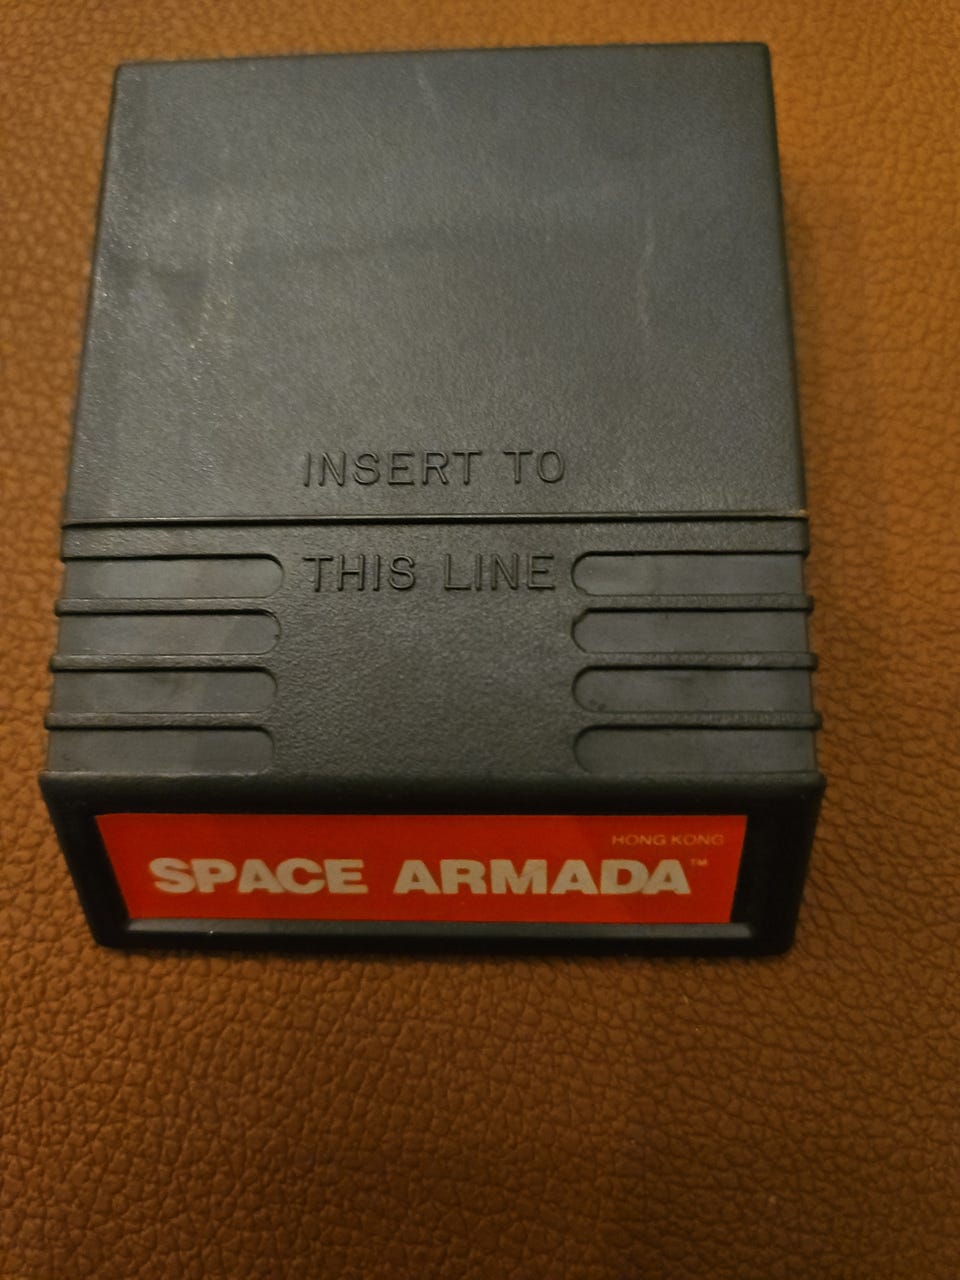 INSERT TO
THIS LINE
HONG KONG
SPACE ARMADA™